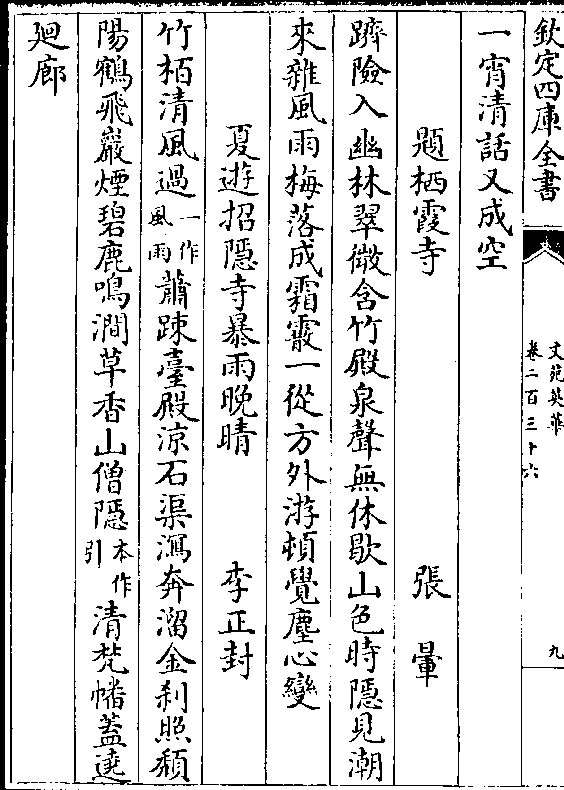 欽定四庫全書
文苑英華
卷二百三十六
九
一宵清話又成空
題栖霞寺 張暈
躋險入幽林翠微含竹殿泉聲無休歇山色時隱見潮
來雜風雨梅落成霜霰一從方外游頓覺塵心變
夏遊招隱寺暴雨晚晴 李正封
竹栢清風過一作風雨蕭踈臺殿涼石渠瀉奔溜金刹照頽
陽鶴飛巖煙碧鹿鳴澗草香山僧隱本作引清梵幡蓋遶
廻廊